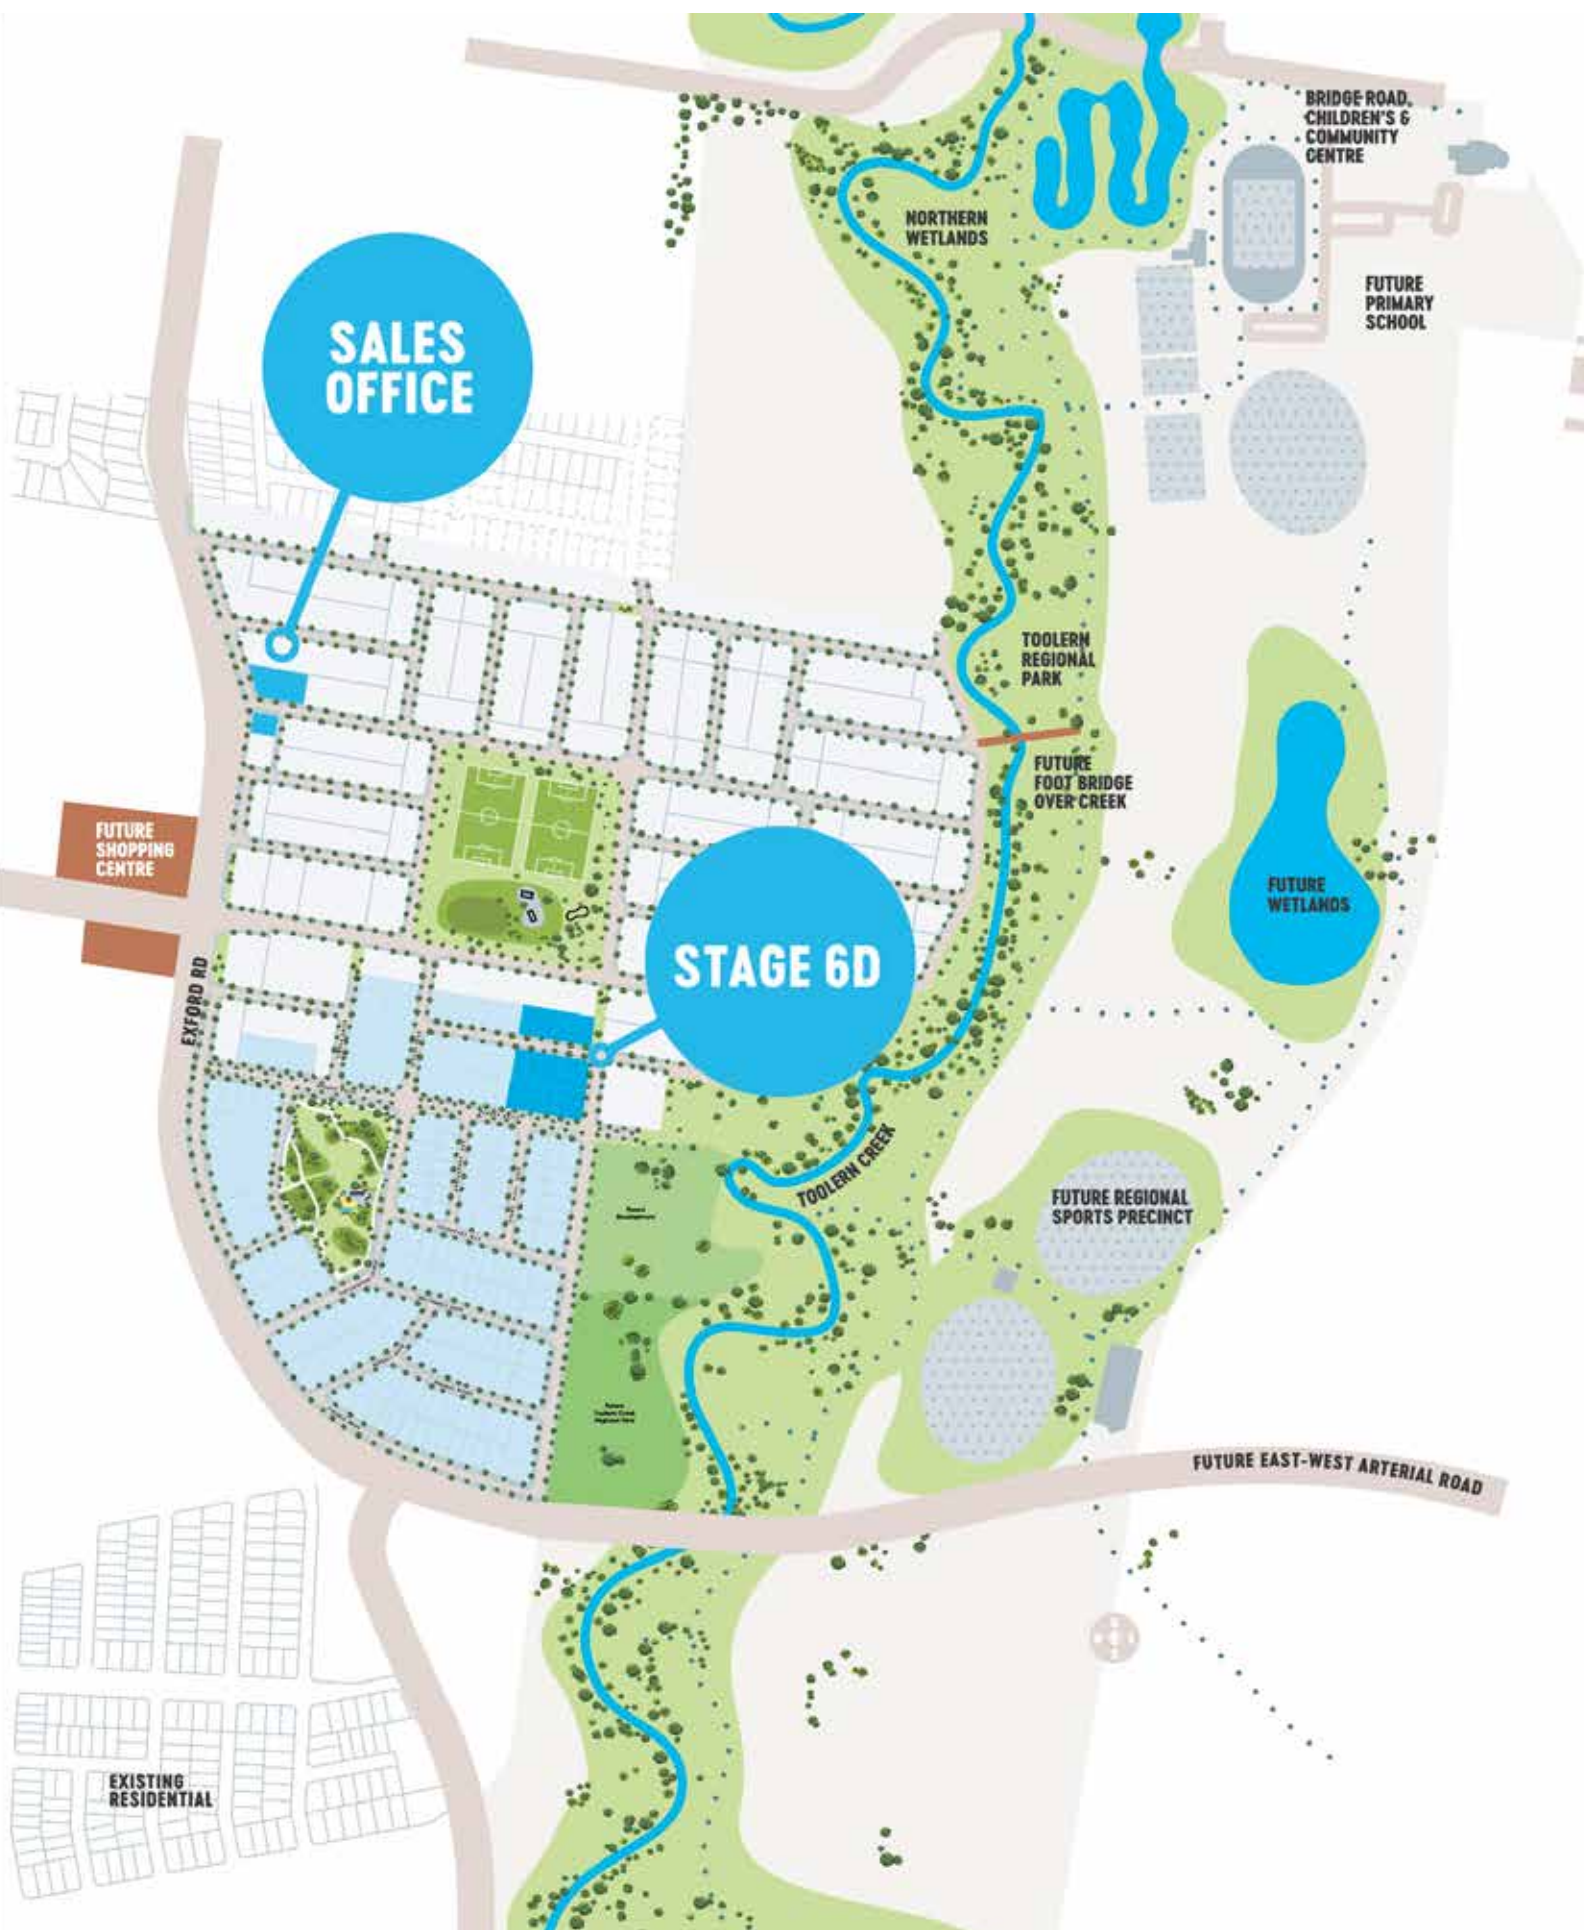 BRIDGE ROAD,
CHILDREN'S &
COMMUNITY
CENTRE
NORTHERN
WETLANDS
FUTURE
PRIMARY
SCHOOL
SALES
OFFICE
TOOLERN
REGIONAL
PARK
FUTURE
FOOT BRIDGE
OVER CREEK
FUTURE
SHOPPING
CENTRE
FUTURE
WETLANDS
STAGE 6D
EXFORD RD
TOOLERN CREEK
FUTURE REGIONAL
SPORTS PRECINCT
FUTURE EAST-WEST ARTERIAL ROAD
EXISTING
RESIDENTIAL